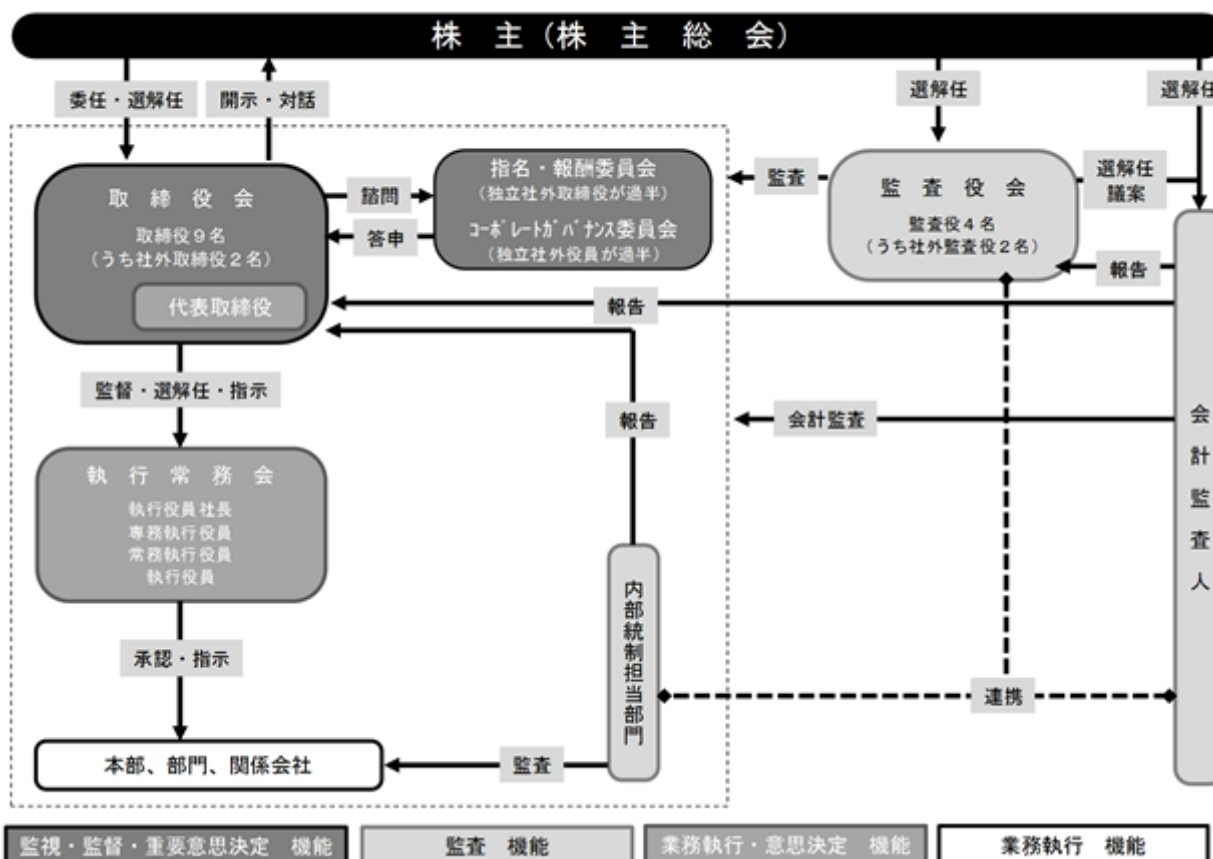 株 主（株 主 総 会）
委任・選解任
開示・対話
選解任
選解任
取 締 役 会
取締役９名
（うち社外取締役２名）
代表取締役
諮問
答申
指名・報酬委員会
（独立社外取締役が過半）
ｺｰﾎﾟﾚｰﾄｶﾞﾊﾞﾅﾝｽ委員会
（独立社外役員が過半）
監査
監 査 役 会
監査役４名
（うち社外監査役２名）
選解任
議案
報告
報告
監督・選解任・指示
報告
会計監査
会計監査人
執 行 常 務 会
執行役員社長
専務執行役員
常務執行役員
執行役員
内部統制担当部門
承認・指示
連携
本部、部門、関係会社
監査
監視・監督・重要意思決定 機能
監査 機能
業務執行・意思決定 機能
業務執行 機能